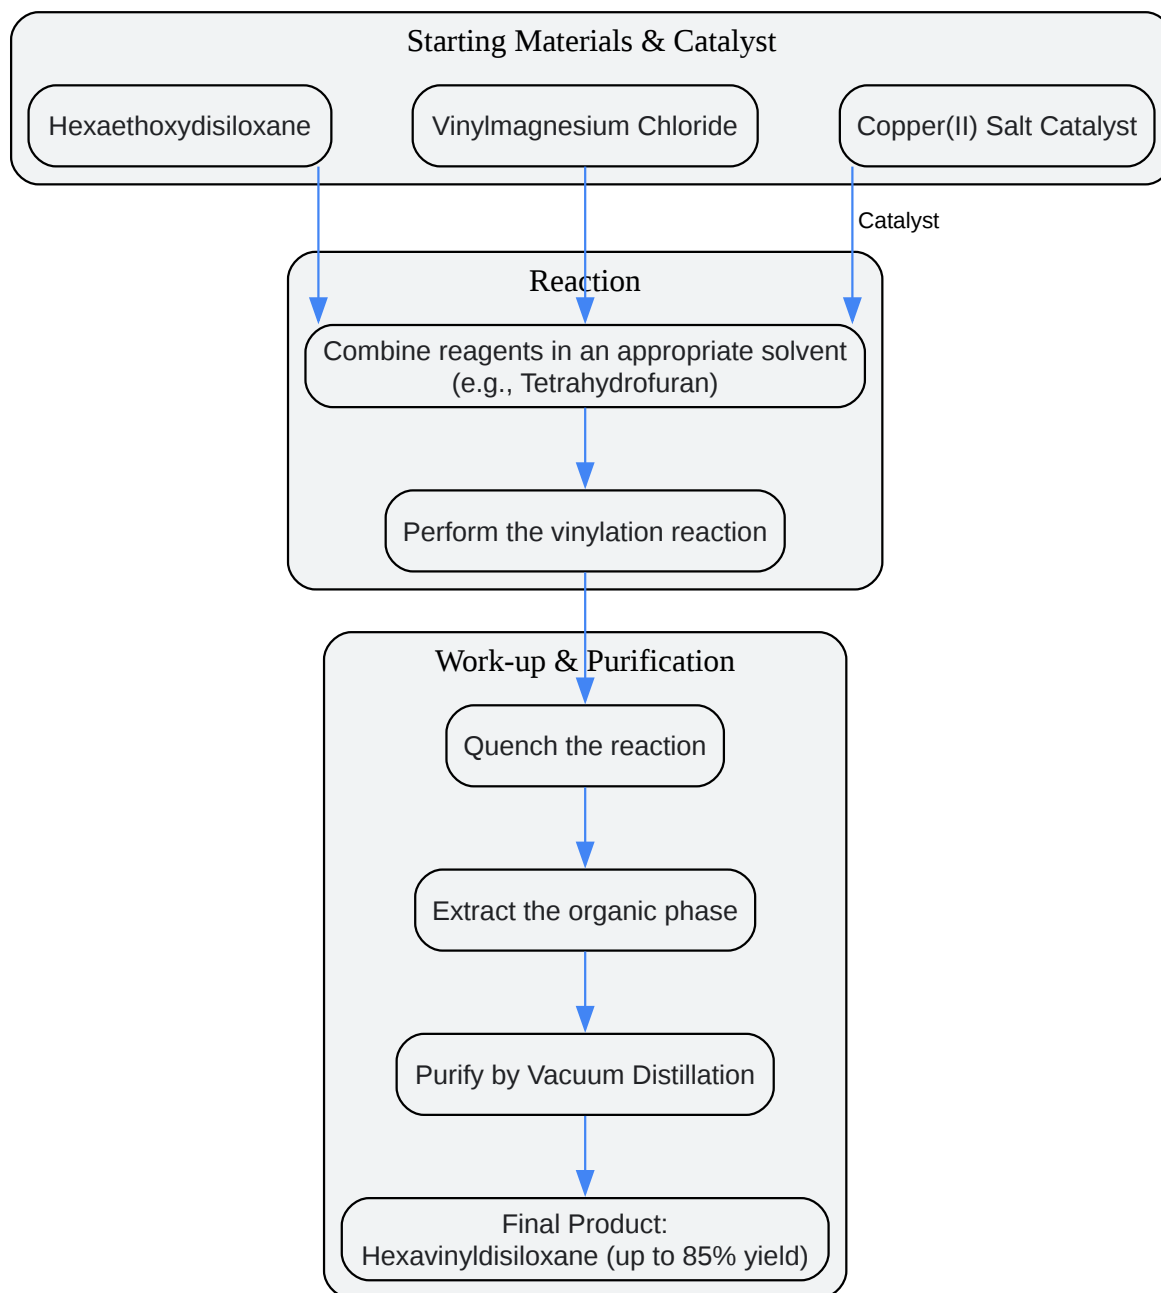 Starting Materials & Catalyst
Hexaethoxydisiloxane
Vinylmagnesium Chloride
Copper(II) Salt Catalyst
Catalyst
Reaction
Combine reagents in an appropriate solvent
(e.g., Tetrahydrofuran)
Perform the vinylation reaction
Work-up & Purification
Quench the reaction
Extract the organic phase
Purify by Vacuum Distillation
Final Product:
Hexavinyldisiloxane (up to 85% yield)